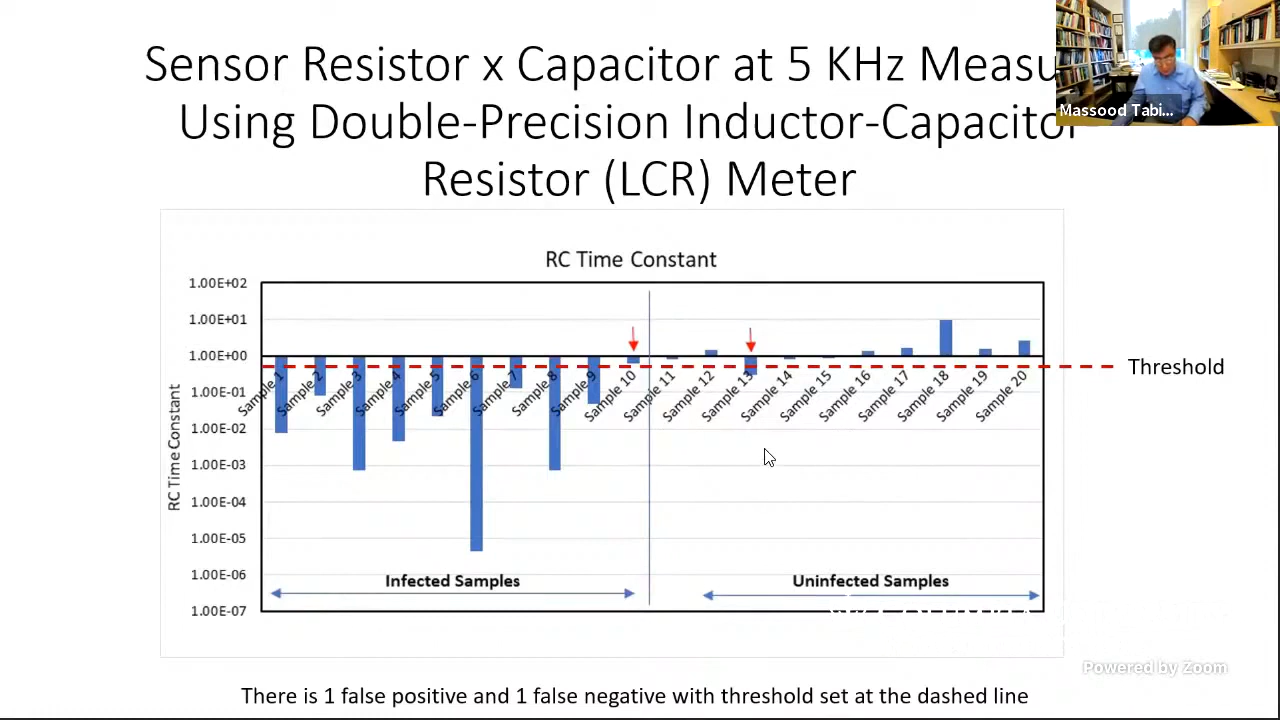 Sensor Resistor x Capacitor at 5 KHz Measu
Using Double-Precision Inductor-Capacitor
Resistor (LCR) Meter
Massood Tabi...
RC Time Constant
RC Time Constant
1.00E+02
1.00E+01
1.00E+00
1.00E-01
1.00E-02
1.00E-03
1.00E-04
1.00E-05
1.00E-06
1.00E-07
Sample 1
Sample 2
Sample 3
Sample 4
Sample 5
Sample 6
Sample 7
Sample 8
Sample 9
Sample 10
Sample 11
Sample 12
Sample 13
Sample 14
Sample 15
Sample 16
Sample 17
Sample 18
Sample 19
Sample 20
Threshold
Infected Samples
Uninfected Samples
Powered by Zoom
There is 1 false positive and 1 false negative with threshold set at the dashed line